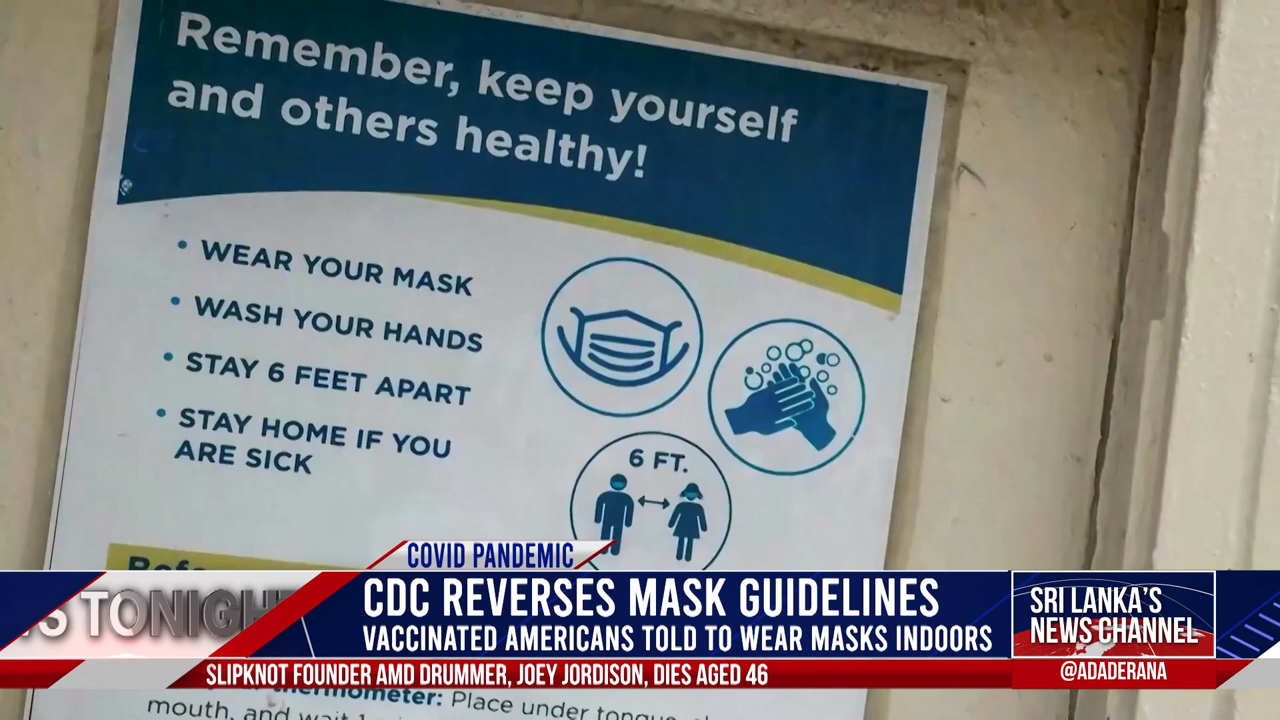 Remember, keep yourself
and others healthy!
• WEAR YOUR MASK
• WASH YOUR HANDS
• STAY 6 FEET APART
• STAY HOME IF YOU
ARE SICK
6 FT.
COVID PANDEMIC
TONIGHT
CDC REVERSES MASK GUIDELINES
VACCINATED AMERICANS TOLD TO WEAR MASKS INDOORS
SRI LANKA'S
NEWS CHANNEL
SLIPKNOT FOUNDER AMD DRUMMER, JOEY JORDISON, DIES AGED 46
@ADADERANA
thermometer: Place under tongue,
mouth, and wait